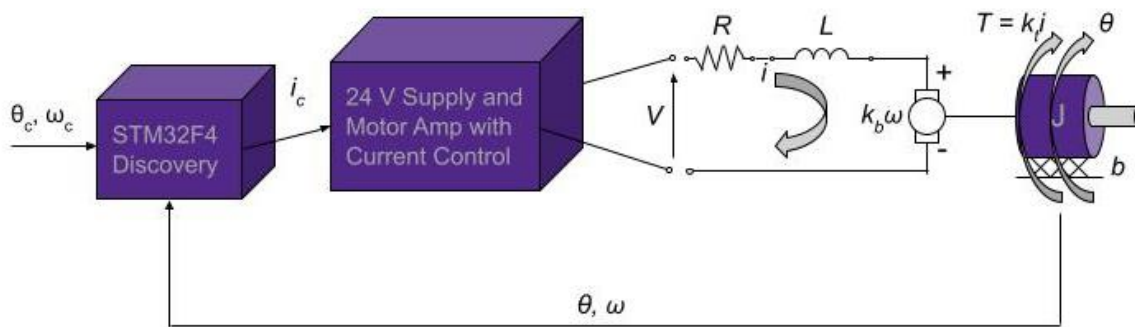 θc, ωc
STM32F4
Discovery
ic
24 V Supply and
Motor Amp with
Current Control
V
R
L
i
+
kbω
-
T = kti
θ
J
b
θ, ω